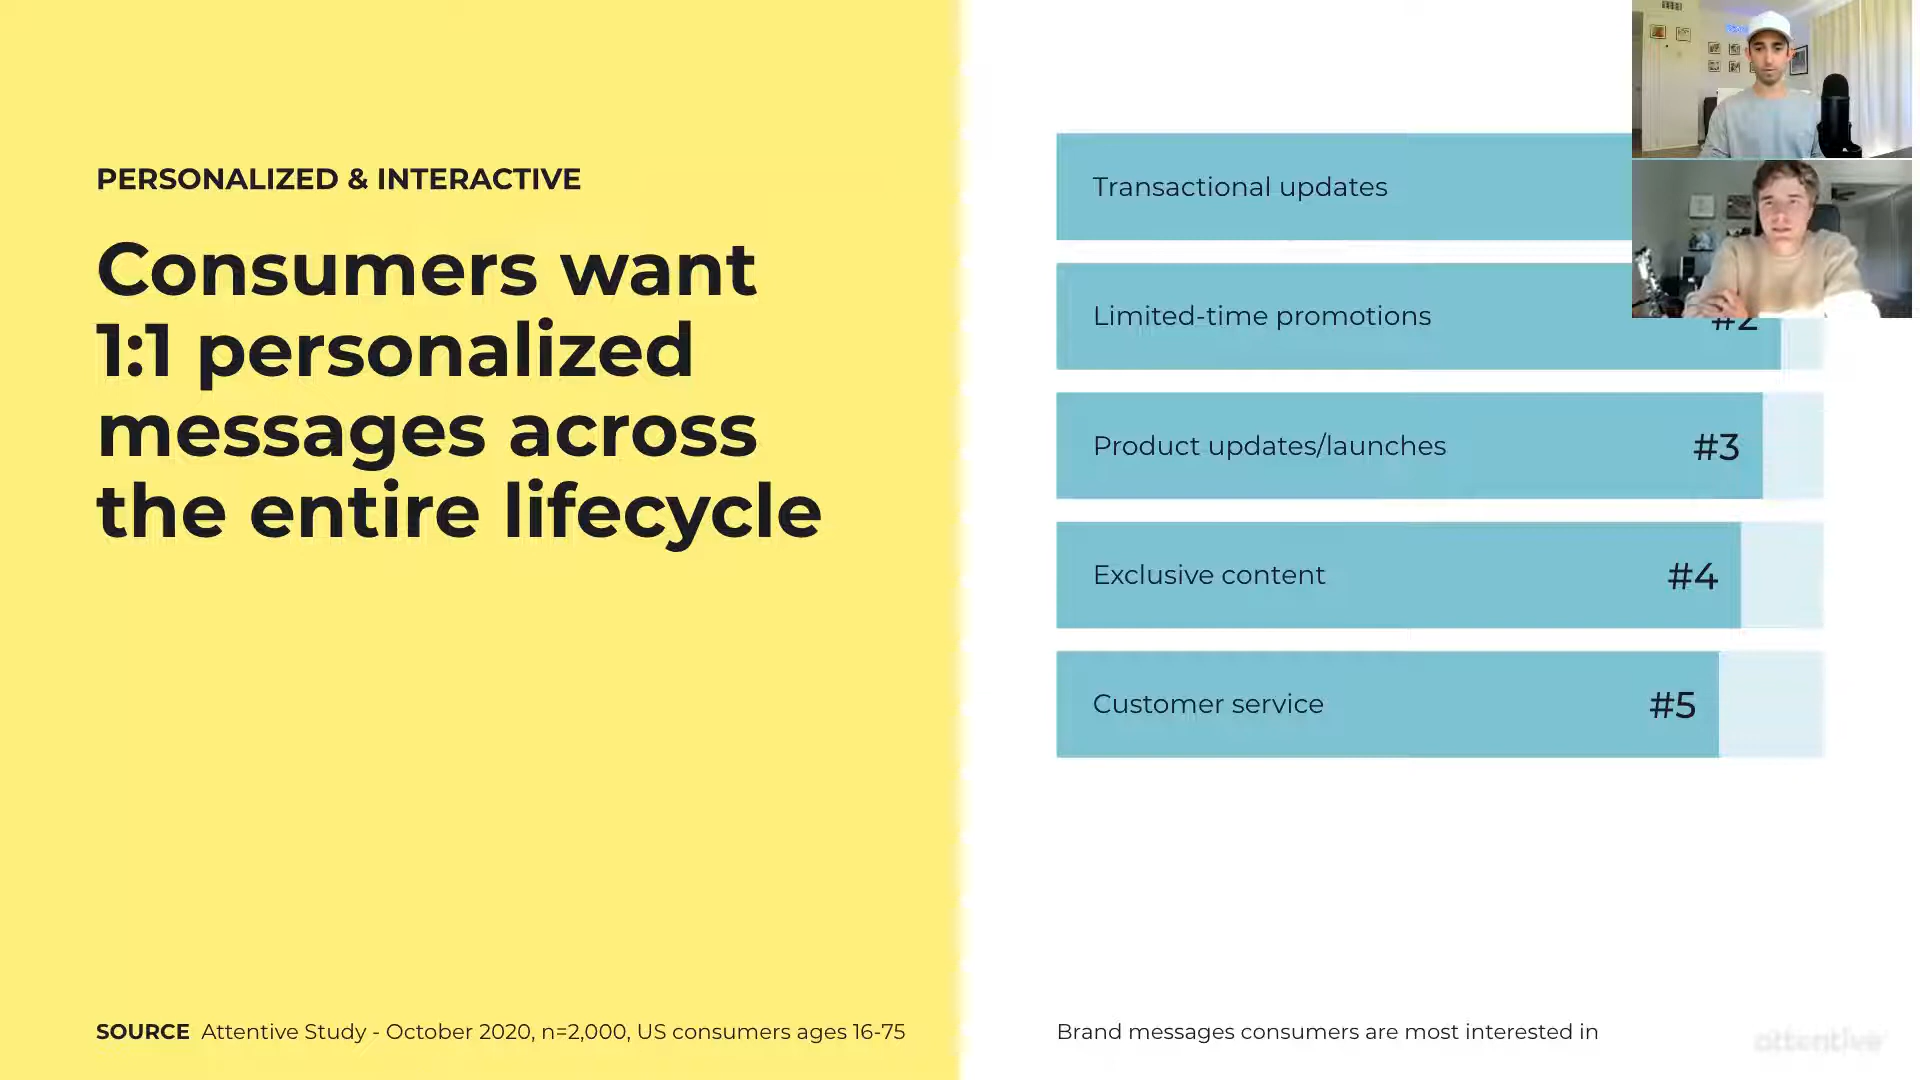 PERSONALIZED & INTERACTIVE
Consumers want
1:1 personalized
messages across
the entire lifecycle
SOURCE Attentive Study - October 2020, n=2,000, US consumers ages 16-75
Transactional updates
Limited-time promotions #2
Product updates/launches #3
Exclusive content #4
Customer service #5
Brand messages consumers are most interested in
attentive